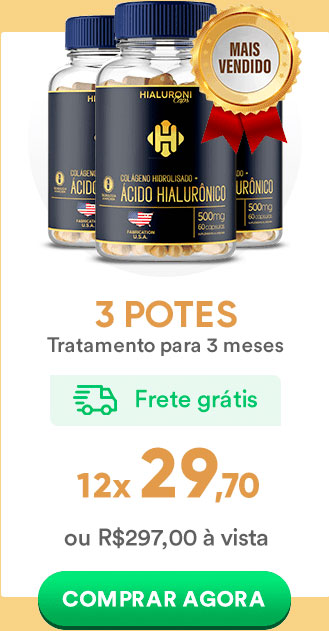 MAIS
VENDIDO
HIALURONI
Caps
H
COLÁGENO HIDROLISADO +
ÁCIDO HIALURÔNICO
500mg
60 cápsulas
FABRICATION
U.S.A.
3 POTES
Tratamento para 3 meses
Frete grátis
12x 29,70
ou R$297,00 à vista
COMPRAR AGORA